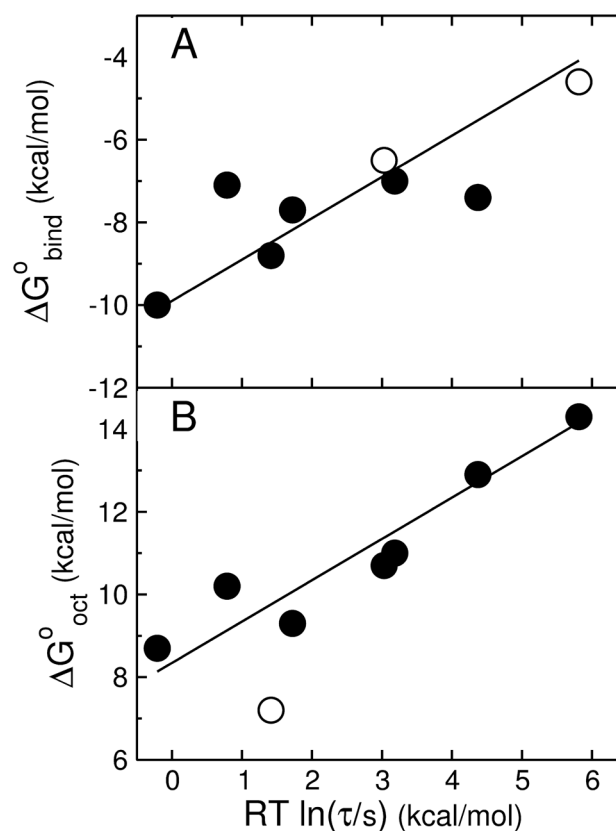 A
-4
-6
-8
-10
-12
ΔG°bind (kcal/mol)
B
14
12
10
8
6
ΔG°oct (kcal/mol)
0 1 2 3 4 5 6
RT ln(τ/s) (kcal/mol)